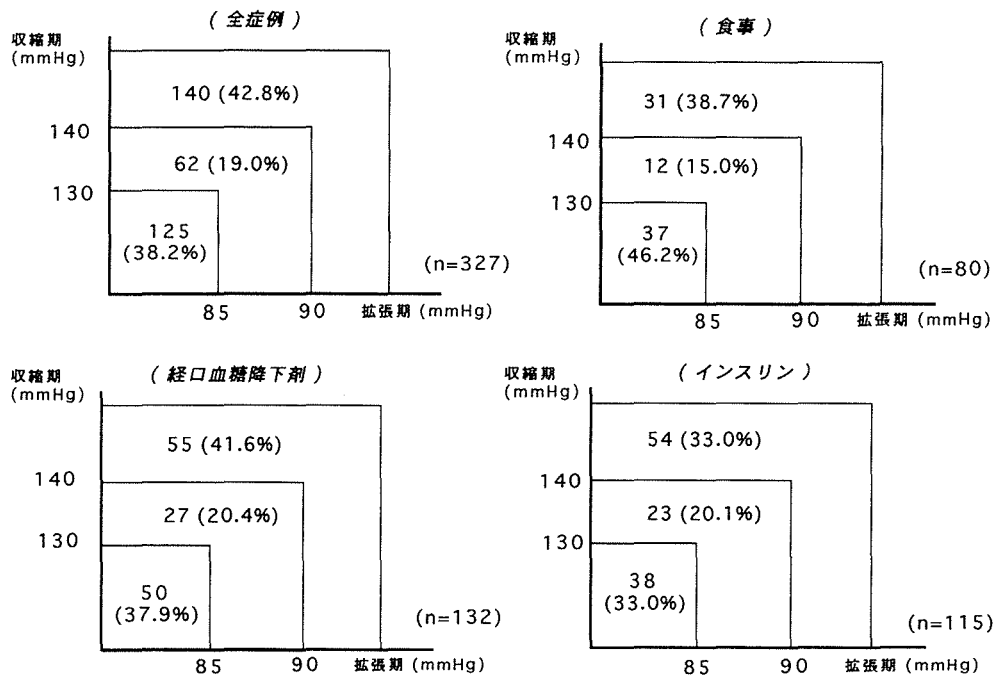 ( 全症例 )
収縮期
(mmHg)
140 (42.8%)
140
62 (19.0%)
130
125
(38.2%)
(n=327)
85
90
拡張期 (mmHg)
( 食事 )
収縮期
(mmHg)
31 (38.7%)
140
12 (15.0%)
130
37
(46.2%)
(n=80)
85
90
拡張期 (mmHg)
( 経口血糖降下剤 )
収縮期
(mmHg)
55 (41.6%)
140
27 (20.4%)
130
50
(37.9%)
(n=132)
85
90
拡張期 (mmHg)
( インスリン )
収縮期
(mmHg)
54 (33.0%)
140
23 (20.1%)
130
38
(33.0%)
(n=115)
85
90
拡張期 (mmHg)